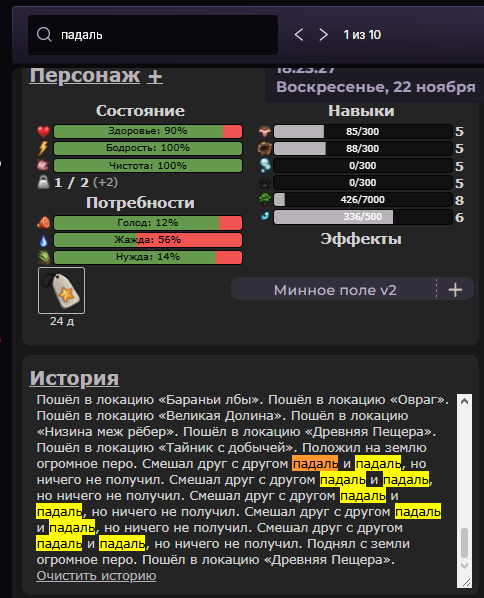 падаль
1 из 10
18:23:27
Воскресенье, 22 ноября
Персонаж +
Состояние
Здоровье: 90%
Бодрость: 100%
Чистота: 100%
1 / 2 (+2)
Потребности
Голод: 12%
Жажда: 56%
Нужда: 14%
24 д
Навыки
85/300 5
88/300 5
0/300 5
0/300 5
426/7000 8
336/500 6
Эффекты
Минное поле v2 +
История
Пошёл в локацию «Бараньи лбы». Пошёл в локацию «Овраг».
Пошёл в локацию «Великая Долина». Пошёл в локацию
«Низина меж рёбер». Пошёл в локацию «Древняя Пещера».
Пошёл в локацию «Тайник с добычей». Положил на землю
огромное перо. Смешал друг с другом падаль и падаль, но
ничего не получил. Смешал друг с другом падаль и падаль,
но ничего не получил. Смешал друг с другом падаль и
падаль, но ничего не получил. Смешал друг с другом падаль
и падаль, но ничего не получил. Смешал друг с другом
падаль и падаль, но ничего не получил. Поднял с земли
огромное перо. Пошёл в локацию «Древняя Пещера».
Очистить историю